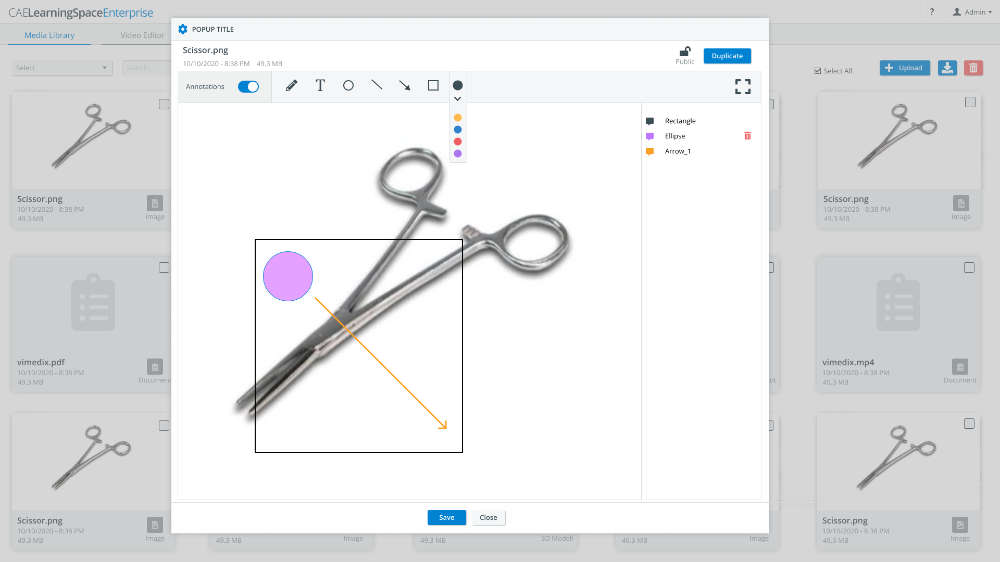 CAELearningSpaceEnterprise
?
Admin
Media Library
Video Editor
Select
Search...
Select All
Upload
POPUP TITLE
Scissor.png
10/10/2020 - 8:38 PM 49.3 MB
Public
Duplicate
Annotations
T
Rectangle
Ellipse
Arrow_1
Save
Close
Scissor.png
10/10/2020 - 8:38 PM
49.3 MB
Image
Scissor.png
10/10/2020 - 8:38 PM
49.3 MB
Image
vimedix.pdf
10/10/2020 - 8:38 PM
49.3 MB
Document
nt
vimedix.mp4
10/10/2020 - 8:38 PM
49.3 MB
Document
Scissor.png
10/10/2020 - 8:38 PM
49.3 MB
Image
49.3 MB
Image
49.3 MB
3D Modell
49.3 MB
Image
Scissor.png
10/10/2020 - 8:38 PM
49.3 MB
Image